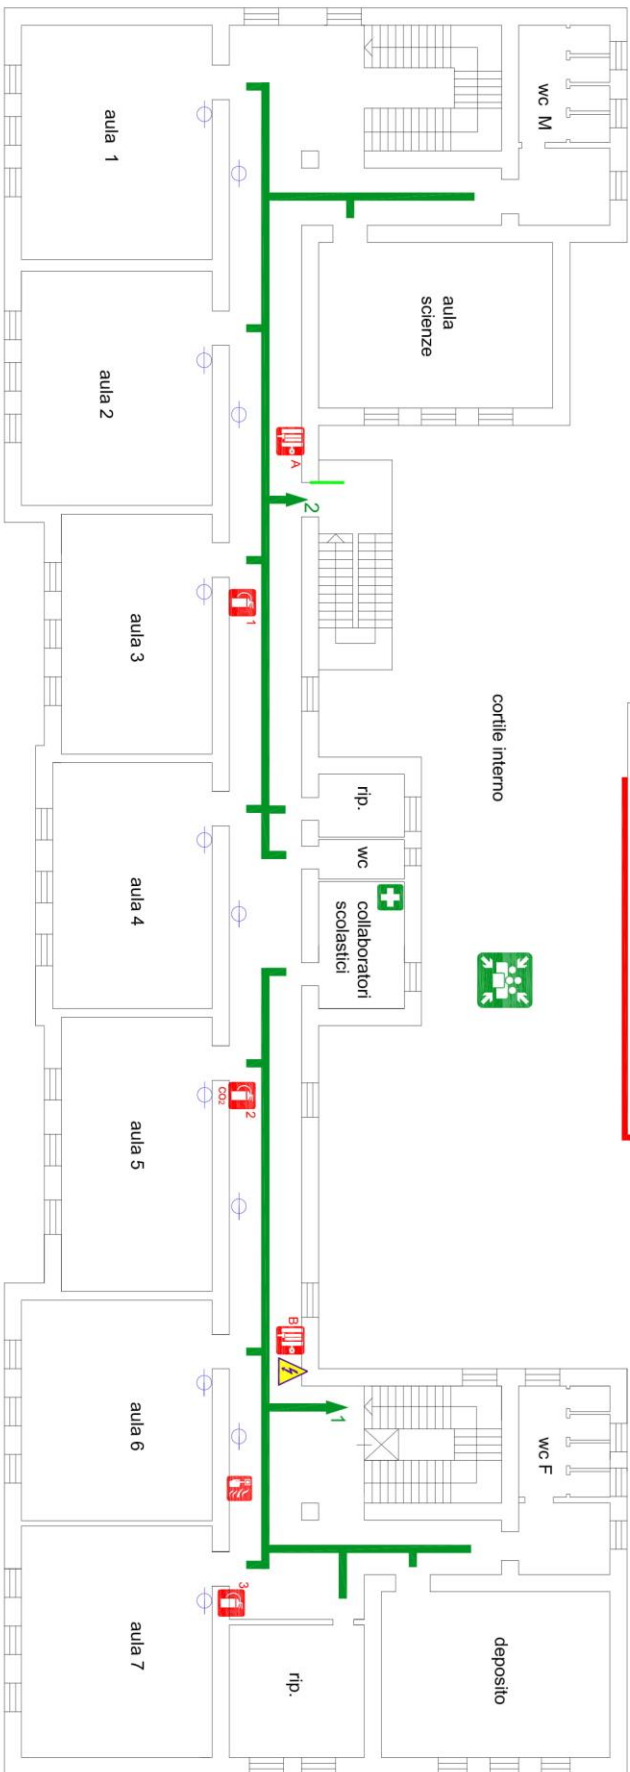 wc M
aula 1
aula
scienze
aula 2
A
2
aula 3
1
cortile interno
rip.
wc
aula 4
collaboratori
scolastici
aula 5
2
CO2
B
1
aula 6
wc F
3
aula 7
rip.
deposito